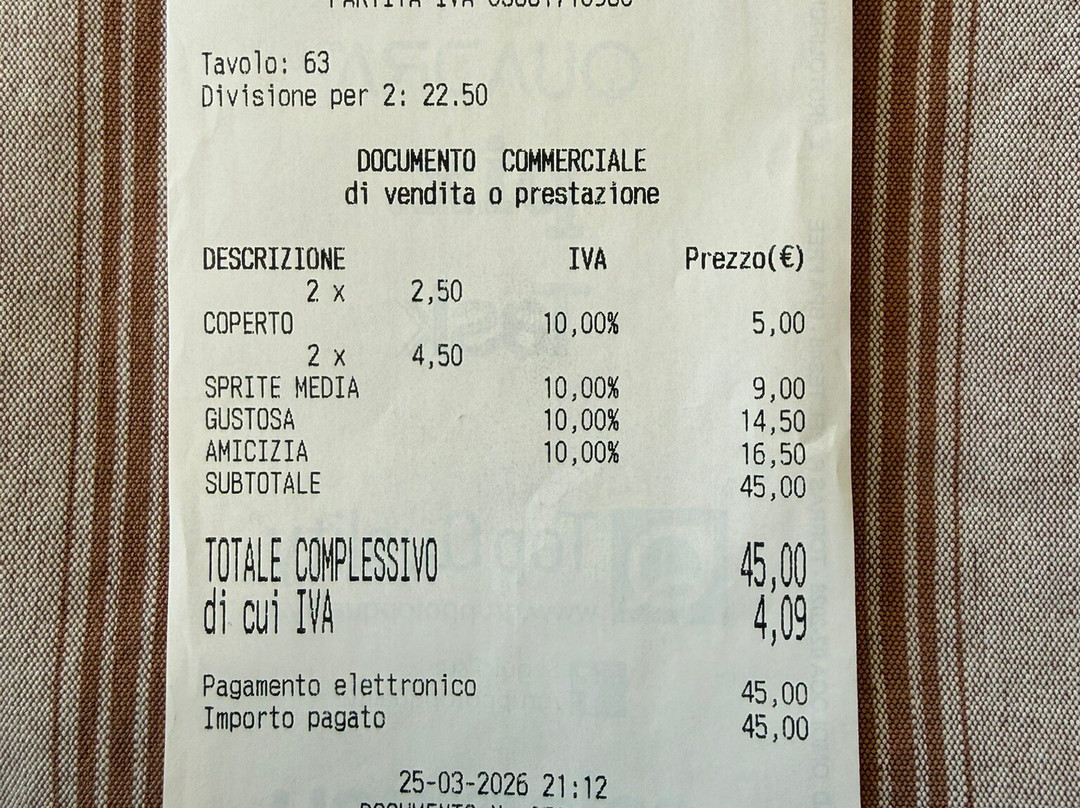 PARTITA IVA
Tavolo: 63
Divisione per 2: 22.50
DOCUMENTO COMMERCIALE
di vendita o prestazione
DESCRIZIONE IVA Prezzo(€)
2 x 2,50
COPERTO 10,00% 5,00
2 x 4,50
SPRITE MEDIA 10,00% 9,00
GUSTOSA 10,00% 14,50
AMICIZIA 10,00% 16,50
SUBTOTALE 45,00
TOTALE COMPLESSIVO 45,00
di cui IVA 4,09
Pagamento elettronico 45,00
Importo pagato 45,00
25-03-2026 21:12